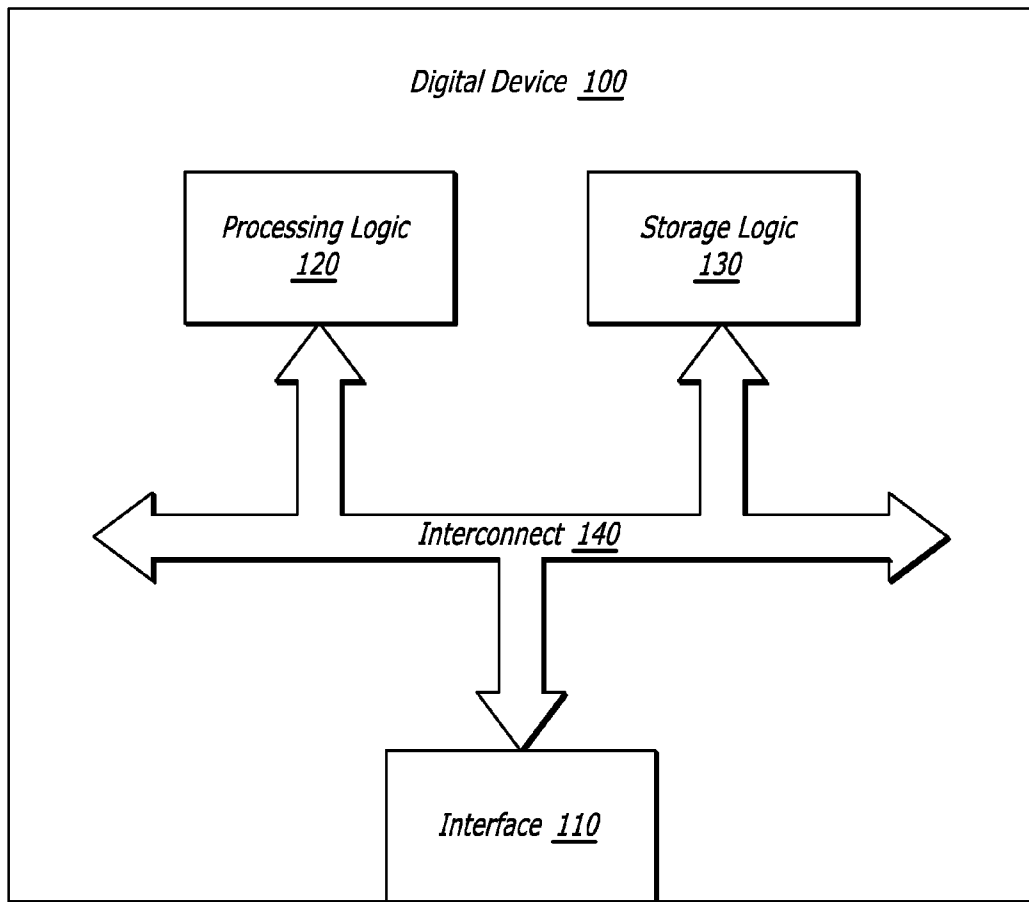 Digital Device 100
Processing Logic
120
Storage Logic
130
Interconnect 140
Interface 110